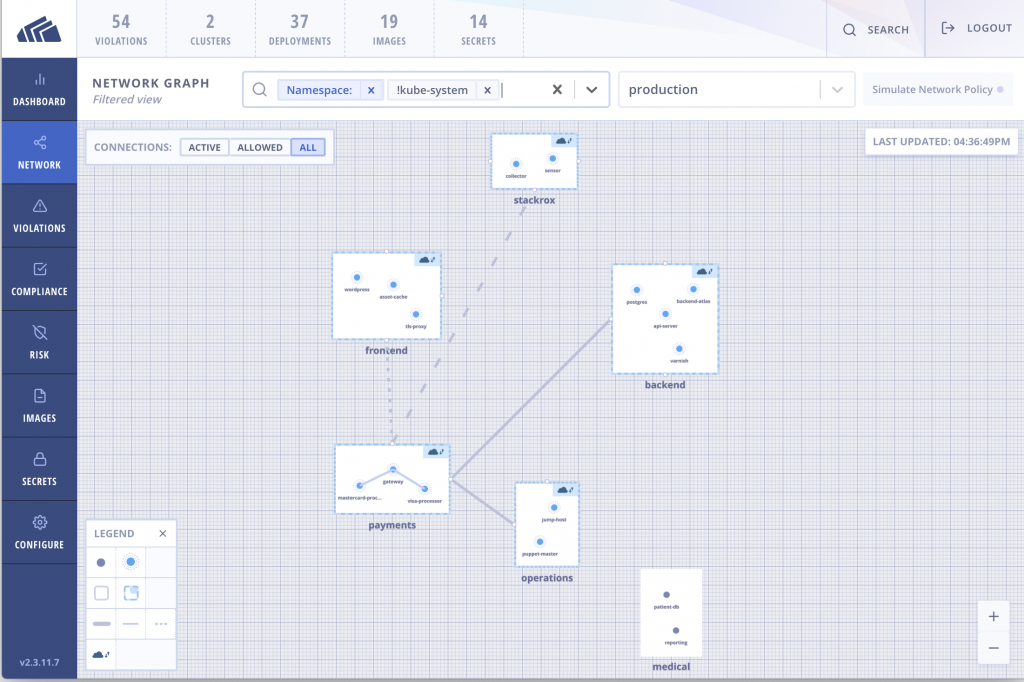 54
VIOLATIONS
2
CLUSTERS
37
DEPLOYMENTS
19
IMAGES
14
SECRETS
SEARCH
LOGOUT
DASHBOARD
NETWORK
VIOLATIONS
COMPLIANCE
RISK
IMAGES
SECRETS
CONFIGURE
v2.3.11.7
NETWORK GRAPH
Filtered view
Namespace: x
!kube-system x
production
Simulate Network Policy
CONNECTIONS: ACTIVE ALLOWED ALL
LAST UPDATED: 04:36:49PM
collector
sensor
stackrox
wordpress
asset-cache
tls-proxy
frontend
postgres
backend-atlas
api-server
varnish
backend
gateway
mastercard-proc...
visa-processor
payments
jump-host
puppet-master
operations
patient-db
reporting
medical
LEGEND
+
−